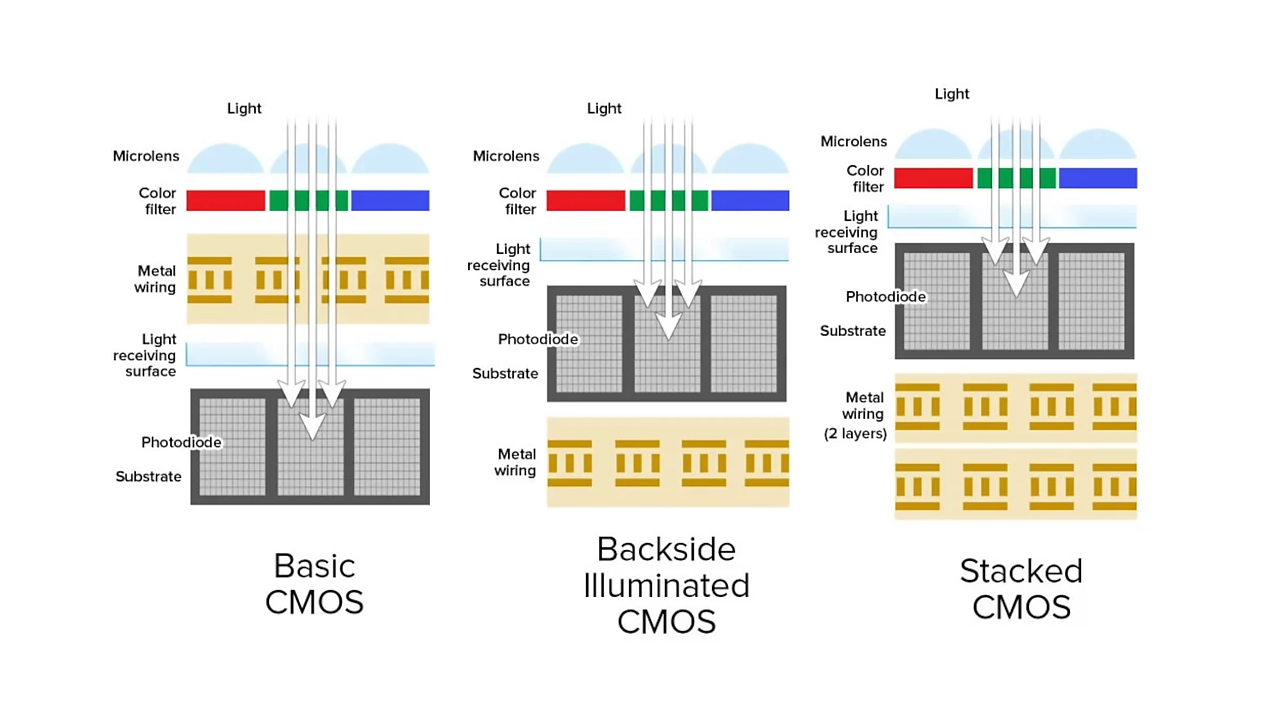 Light
Microlens
Color
filter
Metal
wiring
Light
receiving
surface
Photodiode
Substrate
Basic
CMOS
Light
Microlens
Color
filter
Light
receiving
surface
Photodiode
Substrate
Metal
wiring
Backside
Illuminated
CMOS
Light
Microlens
Color
filter
Light
receiving
surface
Photodiode
Substrate
Metal
wiring
(2 layers)
Stacked
CMOS